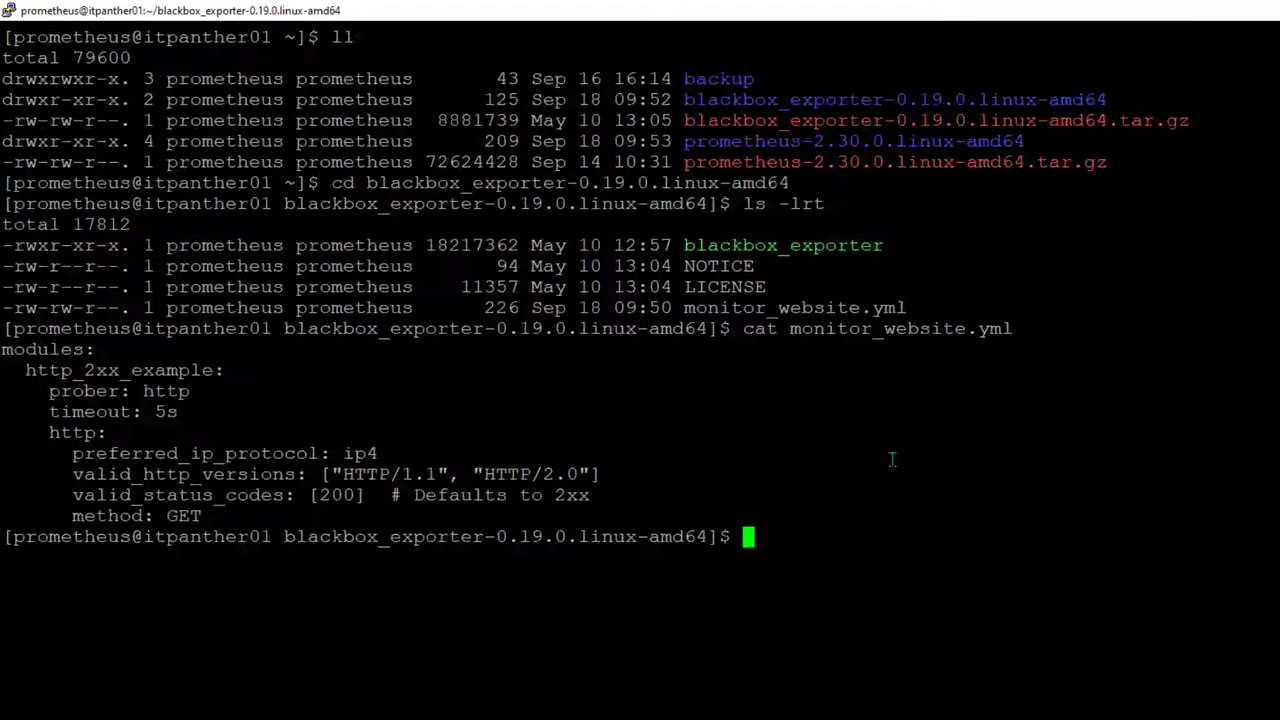 prometheus@itpanther01:~/blackbox_exporter-0.19.0.linux-amd64
[prometheus@itpanther01 ~]$ ll
total 79600
drwxrwxr-x. 3 prometheus prometheus       43 Sep 16 16:14 backup
drwxrwxr-x. 2 prometheus prometheus      125 Sep 18 09:52 blackbox_exporter-0.19.0.linux-amd64
-rw-rw-r--. 1 prometheus prometheus  8881739 May 10 13:05 blackbox_exporter-0.19.0.linux-amd64.tar.gz
drwxrwxr-x. 4 prometheus prometheus      209 Sep 18 09:53 prometheus-2.30.0.linux-amd64
-rw-rw-r--. 1 prometheus prometheus 72624428 Sep 14 10:31 prometheus-2.30.0.linux-amd64.tar.gz
[prometheus@itpanther01 ~]$ cd blackbox_exporter-0.19.0.linux-amd64
[prometheus@itpanther01 blackbox_exporter-0.19.0.linux-amd64]$ ls -lrt
total 17812
-rwxr-xr-x. 1 prometheus prometheus 18217362 May 10 12:57 blackbox_exporter
-rw-r--r--. 1 prometheus prometheus       94 May 10 13:04 NOTICE
-rw-r--r--. 1 prometheus prometheus    11357 May 10 13:04 LICENSE
-rw-rw-r--. 1 prometheus prometheus      226 Sep 18 09:50 monitor_website.yml
[prometheus@itpanther01 blackbox_exporter-0.19.0.linux-amd64]$ cat monitor_website.yml
modules:
  http_2xx_example:
    prober: http
    timeout: 5s
    http:
      preferred_ip_protocol: ip4
      valid_http_versions: ["HTTP/1.1", "HTTP/2.0"]
      valid_status_codes: [200]  # Defaults to 2xx
      method: GET
[prometheus@itpanther01 blackbox_exporter-0.19.0.linux-amd64]$